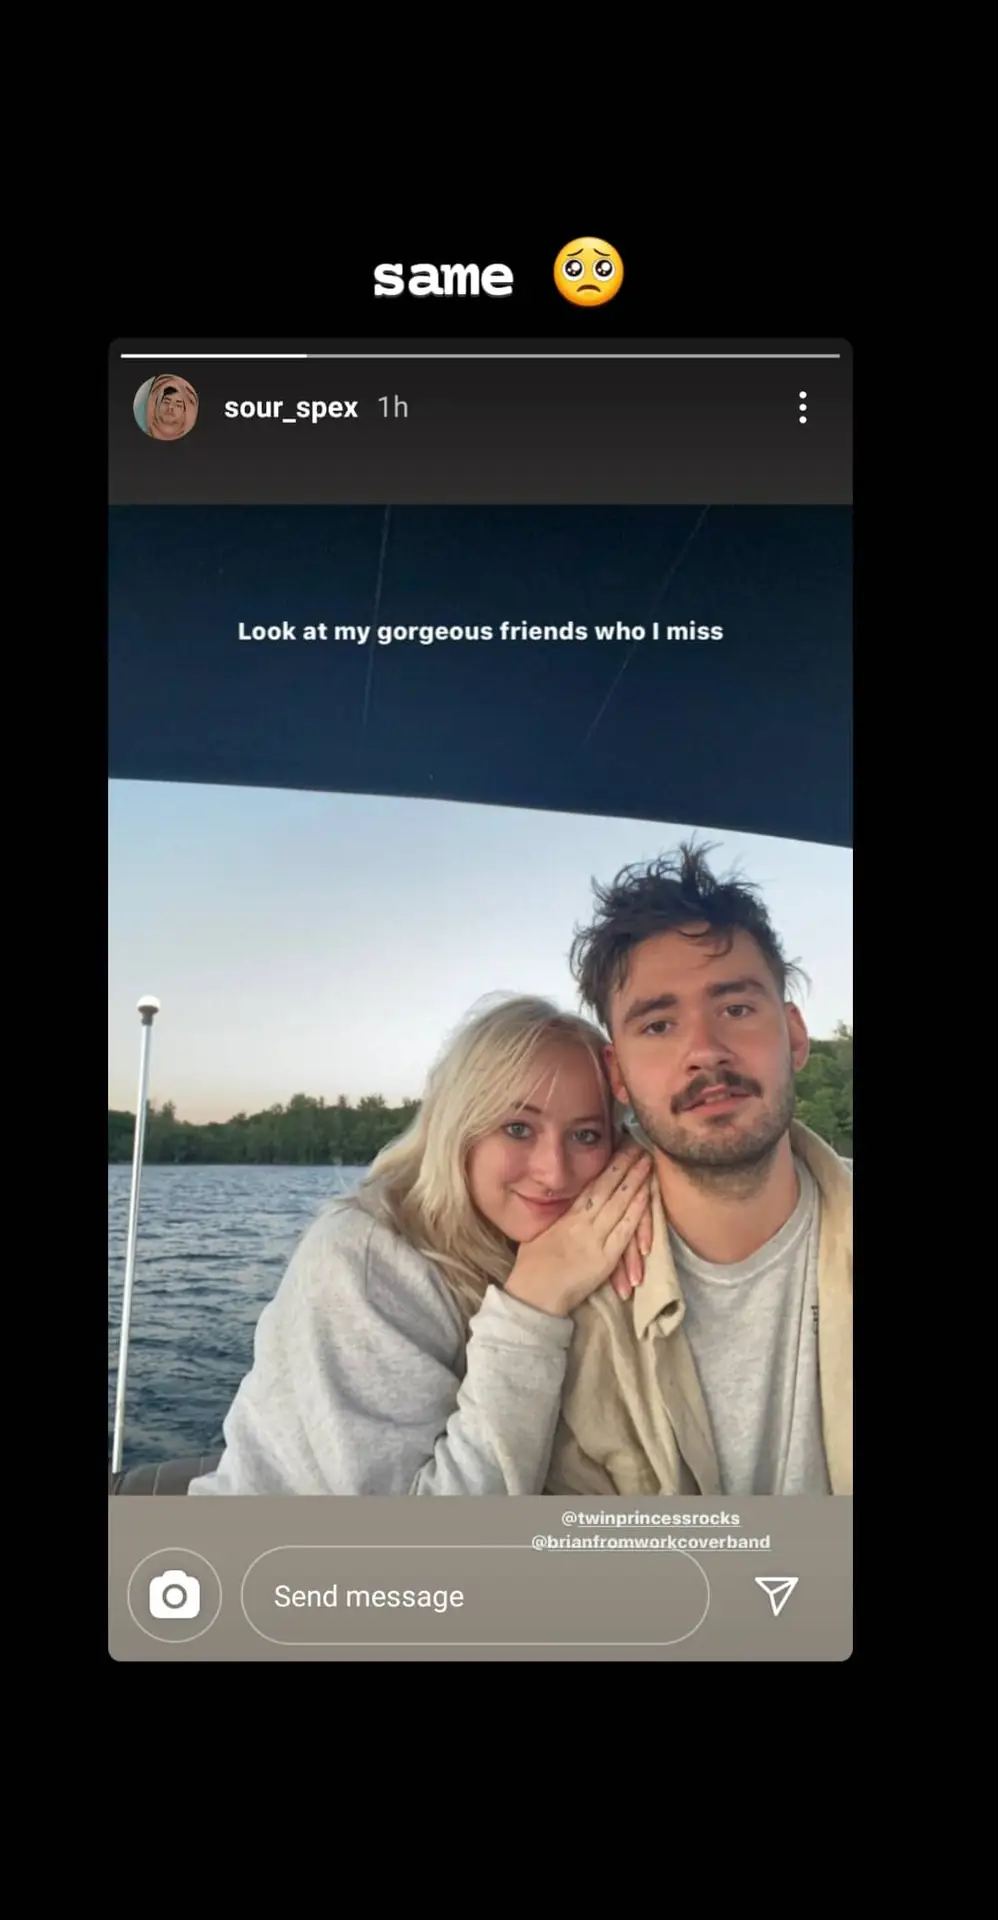 same 🥺
sour_spex 1h
Look at my gorgeous friends who I miss
@twinprincessrocks
@brianfromworkcoverband
Send message